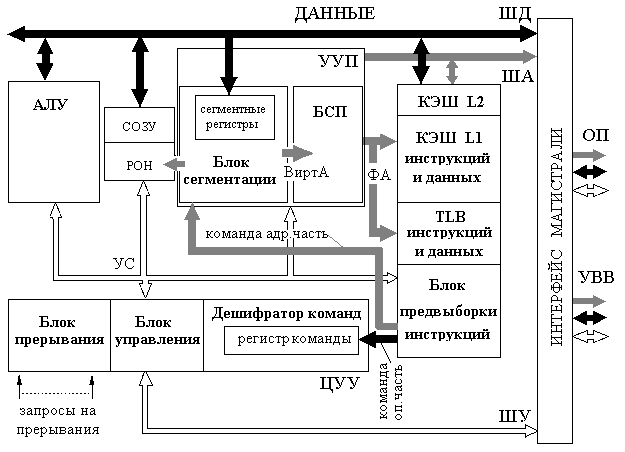 ДАННЫЕ
ШД
УУП
ША
АЛУ
СОЗУ
РОН
сегментные
регистры
Блок
сегментации
БСП
ВиртА
ФА
КЭШ L2
КЭШ L1
инструкций
и данных
TLB
инструкций
и данных
Блок
предвыборки
инструкций
команда адр.часть
УС
Блок
прерывания
Блок
управления
Дешифратор команд
регистр команды
ЦУУ
команда
оп.часть
запросы на
прерывания
ШУ
ИНТЕРФЕЙС МАГИСТРАЛИ
ОП
УВВ